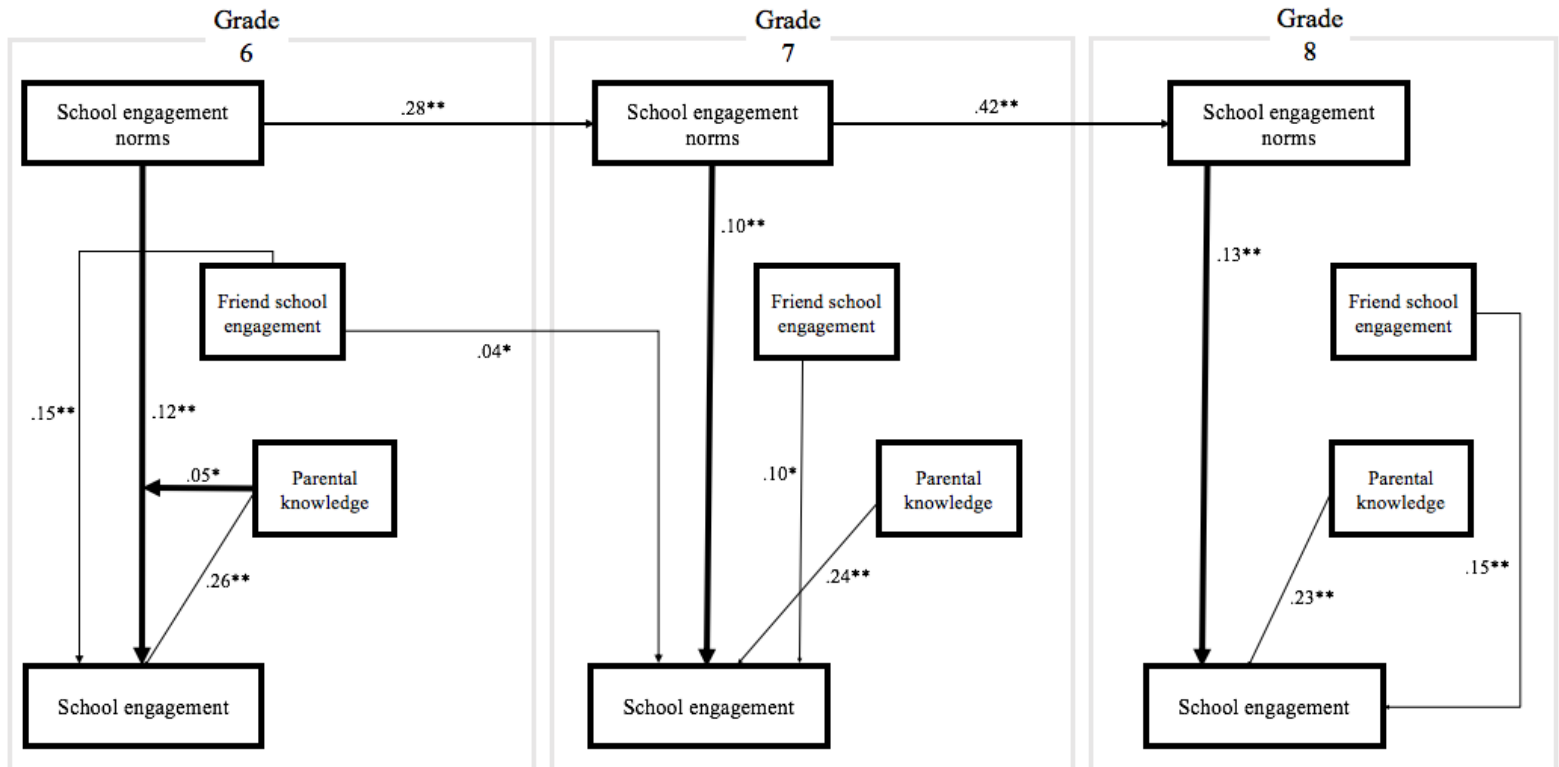 Grade
6
Grade
7
Grade
8
School engagement
norms
.28**
School engagement
norms
.42**
School engagement
norms
.10**
.13**
Friend school
engagement
Friend school
engagement
Friend school
engagement
.04*
.15**
.12**
.05*
Parental
knowledge
.10*
Parental
knowledge
Parental
knowledge
.26**
.24**
.23**
.15**
School engagement
School engagement
School engagement